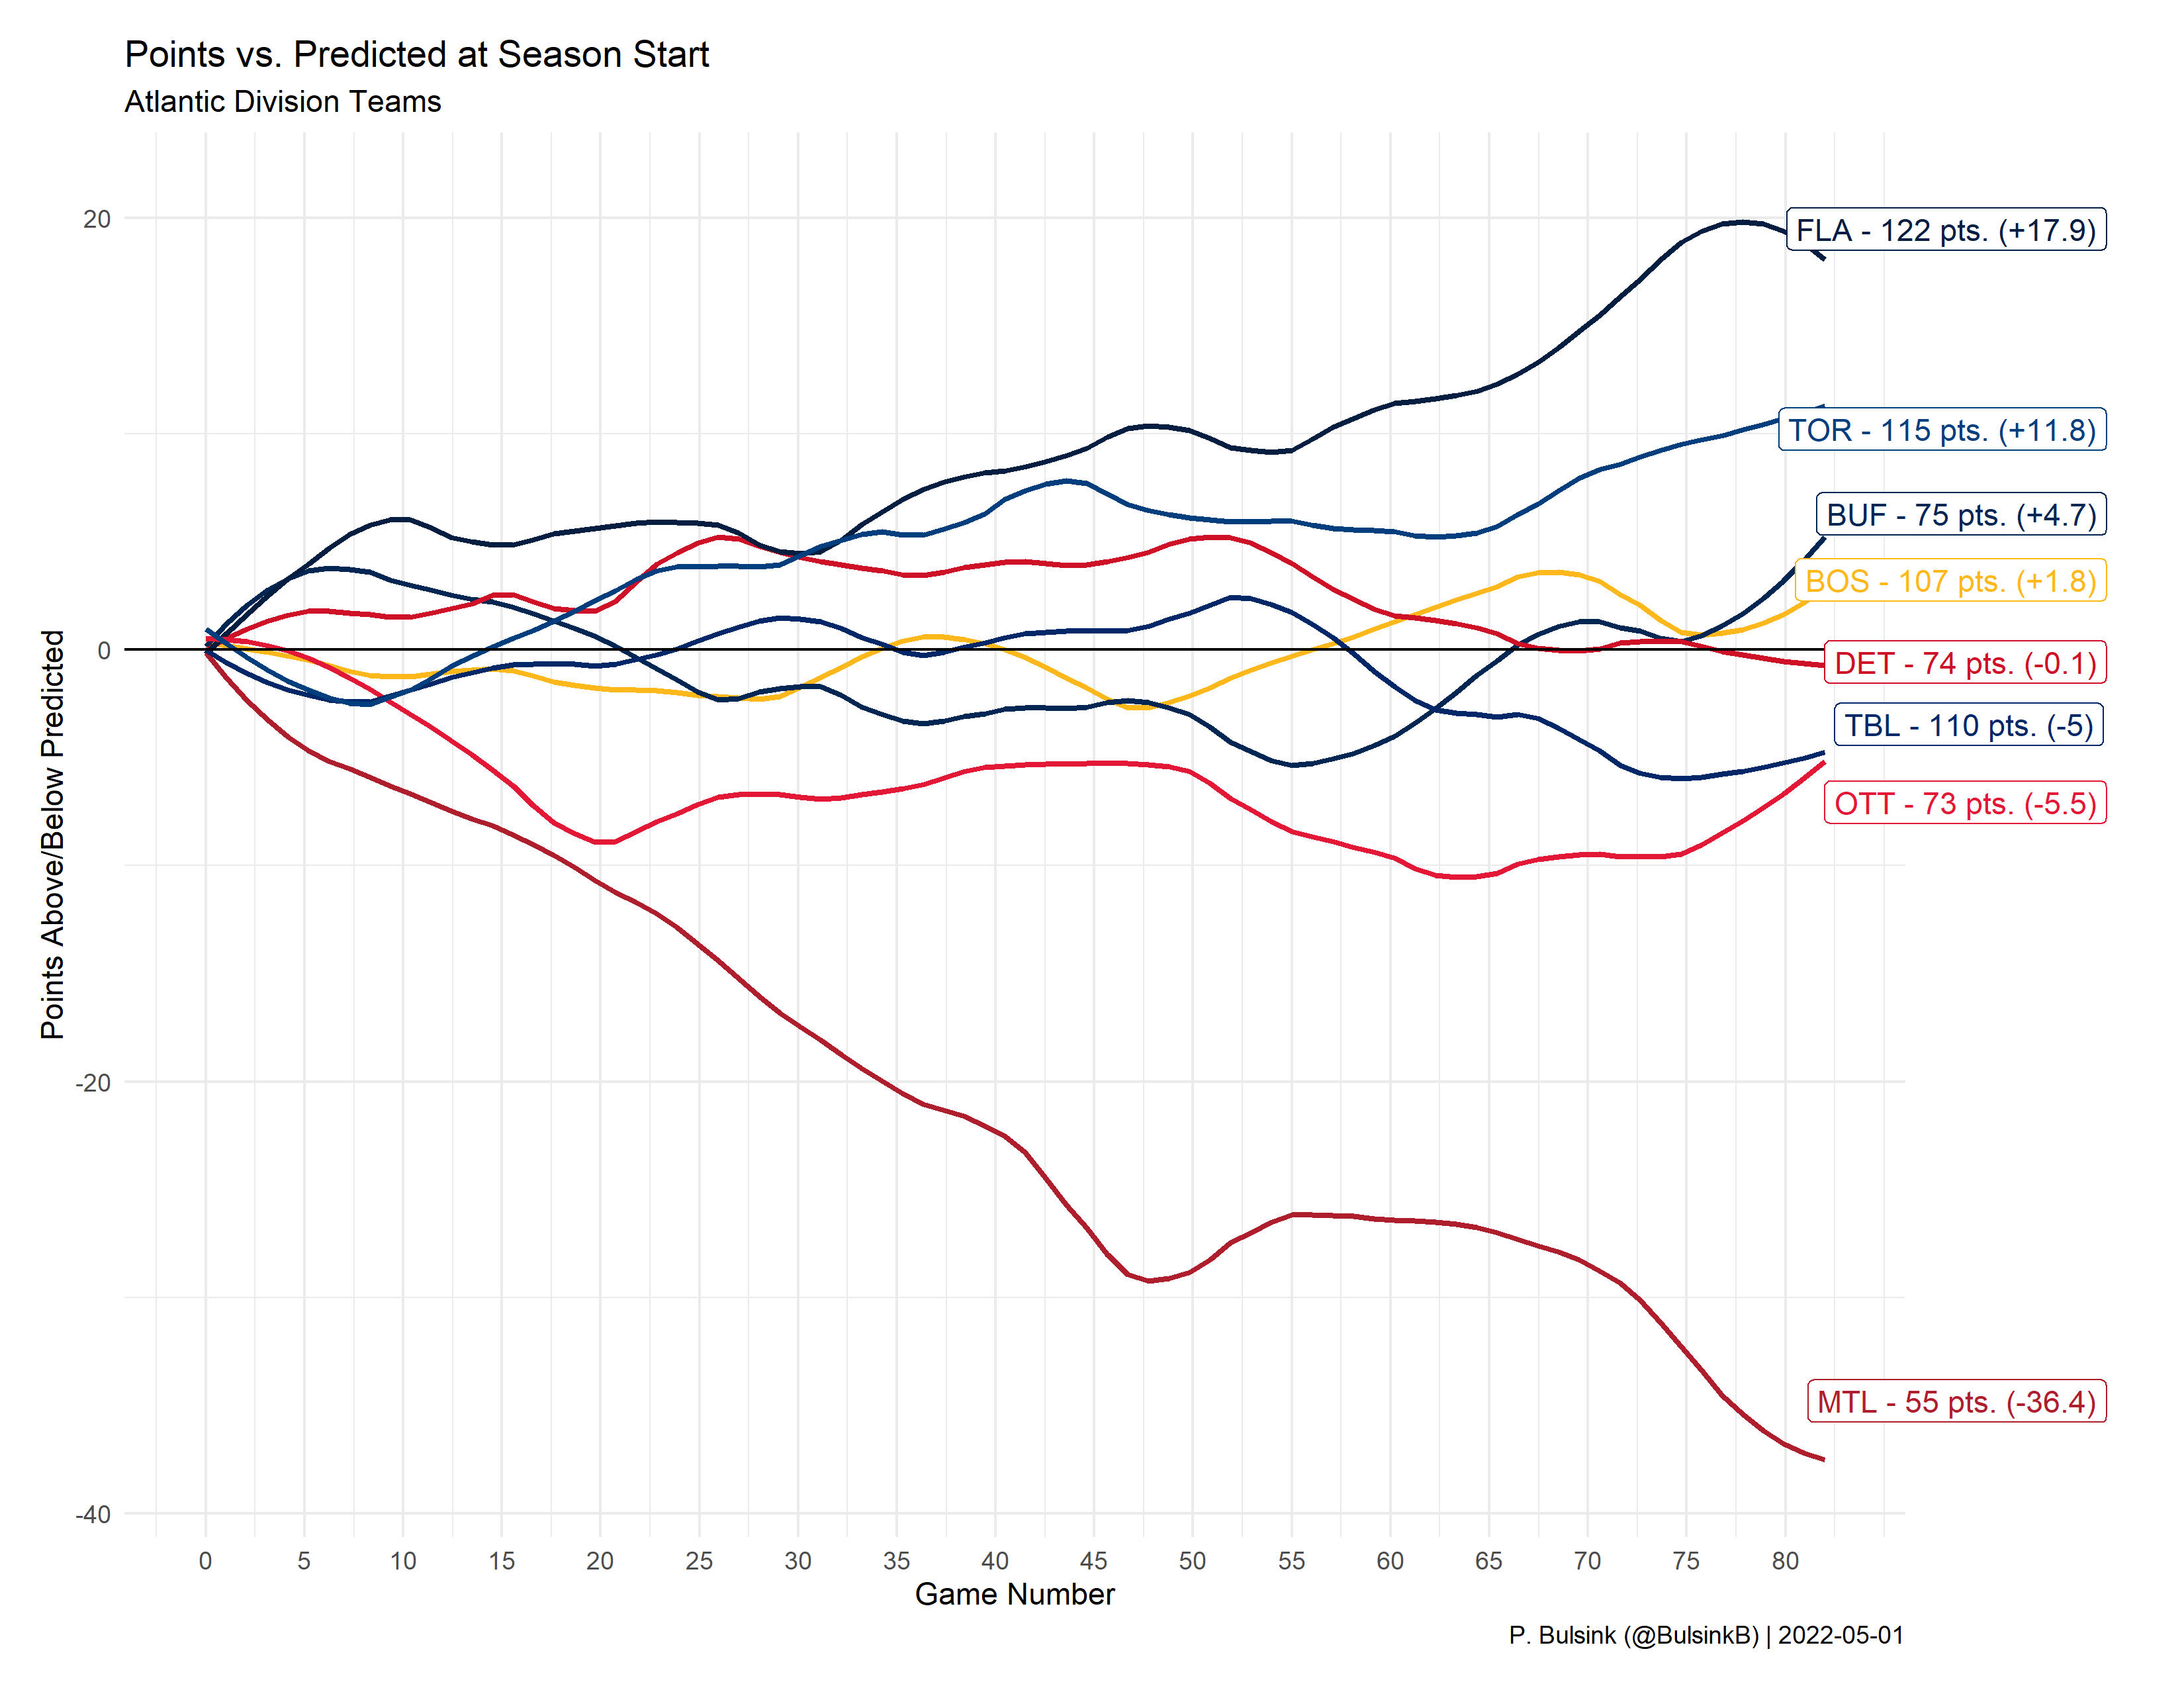 Points vs. Predicted at Season Start
Atlantic Division Teams
Points Above/Below Predicted
20
0
-20
-40
FLA - 122 pts. (+17.9)
TOR - 115 pts. (+11.8)
BUF - 75 pts. (+4.7)
BOS - 107 pts. (+1.8)
DET - 74 pts. (-0.1)
TBL - 110 pts. (-5)
OTT - 73 pts. (-5.5)
MTL - 55 pts. (-36.4)
0 5 10 15 20 25 30 35 40 45 50 55 60 65 70 75 80
Game Number
P. Bulsink (@BulsinkB) | 2022-05-01